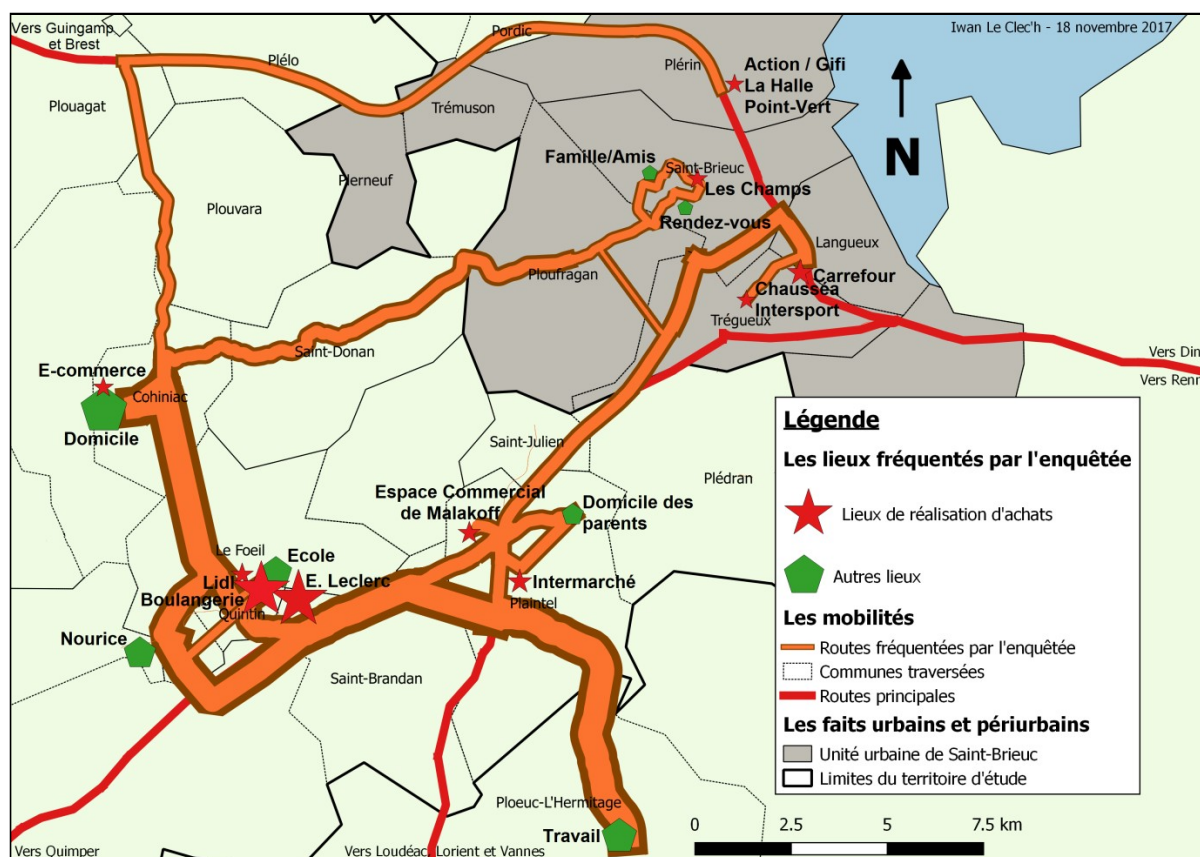 Vers Guingamp
et Brest
Iwan Le Clec'h - 18 novembre 2017
Pordic
Plélo
Plérin
Action / Gifi
La Halle
Point-Vert
Plouagat
Trémuson
N
Famille/Amis
Saint-Brieuc
Plerneuf
Les Champs
Plouvara
Rendez-vous
Langueux
Ploufragan
Carrefour
Chausséa
Intersport
Trégueux
Saint-Donan
Vers Din
Vers Renn
E-commerce
Cohiniac
Domicile
Saint-Julien
Plédran
Espace Commercial
de Malakoff
Domicile des
parents
Le Foeil
Ecole
Lidl
E. Leclerc
Boulangerie
Quintin
Intermarché
Plaintel
Nourice
Saint-Brandan
Ploeuc-L'Hermitage
Travail
Vers Quimper
Vers Loudéac, Lorient et Vannes
Légende
Les lieux fréquentés par l'enquêtée
Lieux de réalisation d'achats
Autres lieux
Les mobilités
Routes fréquentées par l'enquêtée
Communes traversées
Routes principales
Les faits urbains et périurbains
Unité urbaine de Saint-Brieuc
Limites du territoire d'étude
0 2.5 5 7.5 km